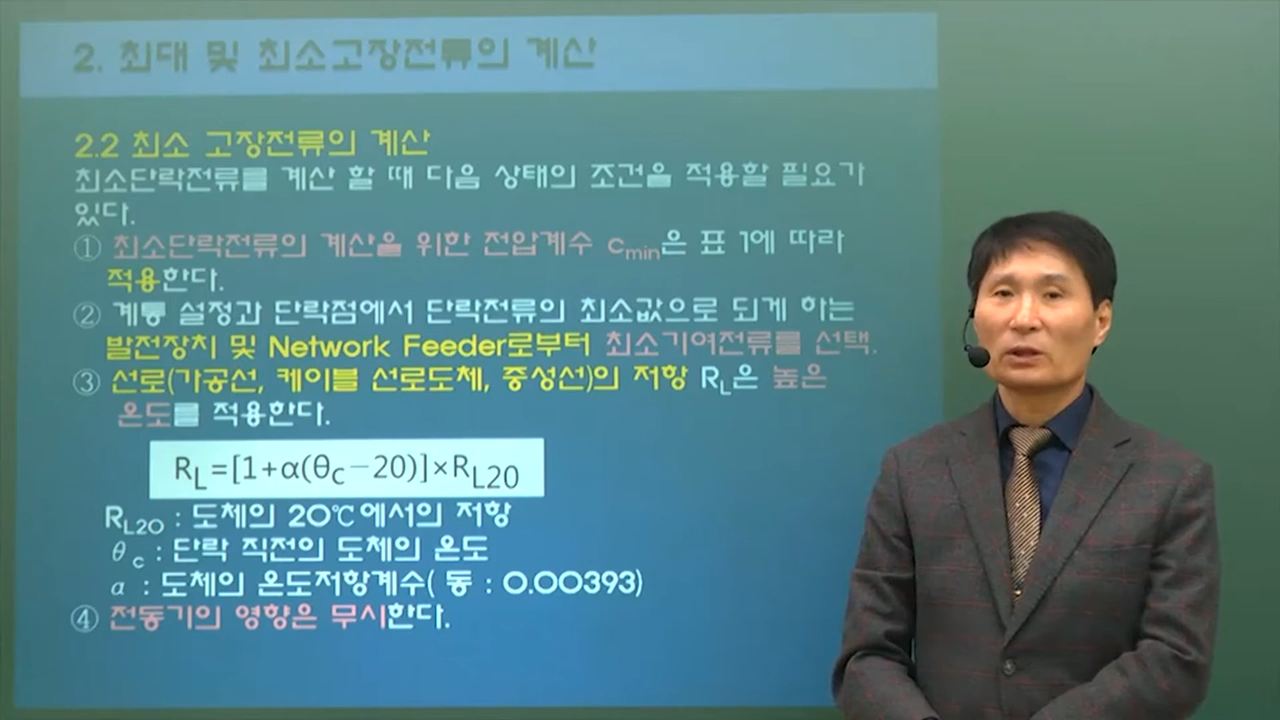 2. 최대 및 최소고장전류의 계산
2.2 최소 고장전류의 계산
최소단락전류를 계산 할 때 다음 상태의 조건을 적용할 필요가
있다.
① 최소단락전류의 계산을 위한 전압계수 cmin은 표 1에 따라
적용한다.
② 계통 설정과 단락점에서 단락전류의 최소값으로 되게 하는
발전장치 및 Network Feeder로부터 최소기여전류를 선택.
③ 선로(가공선, 케이블 선로도체, 중성선)의 저항 RL은 높은
온도를 적용한다.
RL=[1+α(θc-20)]×RL20
RL20 : 도체의 20℃에서의 저항
θc : 단락 직전의 도체의 온도
α : 도체의 온도저항계수( 동 : 0.00393)
④ 전동기의 영향은 무시한다.